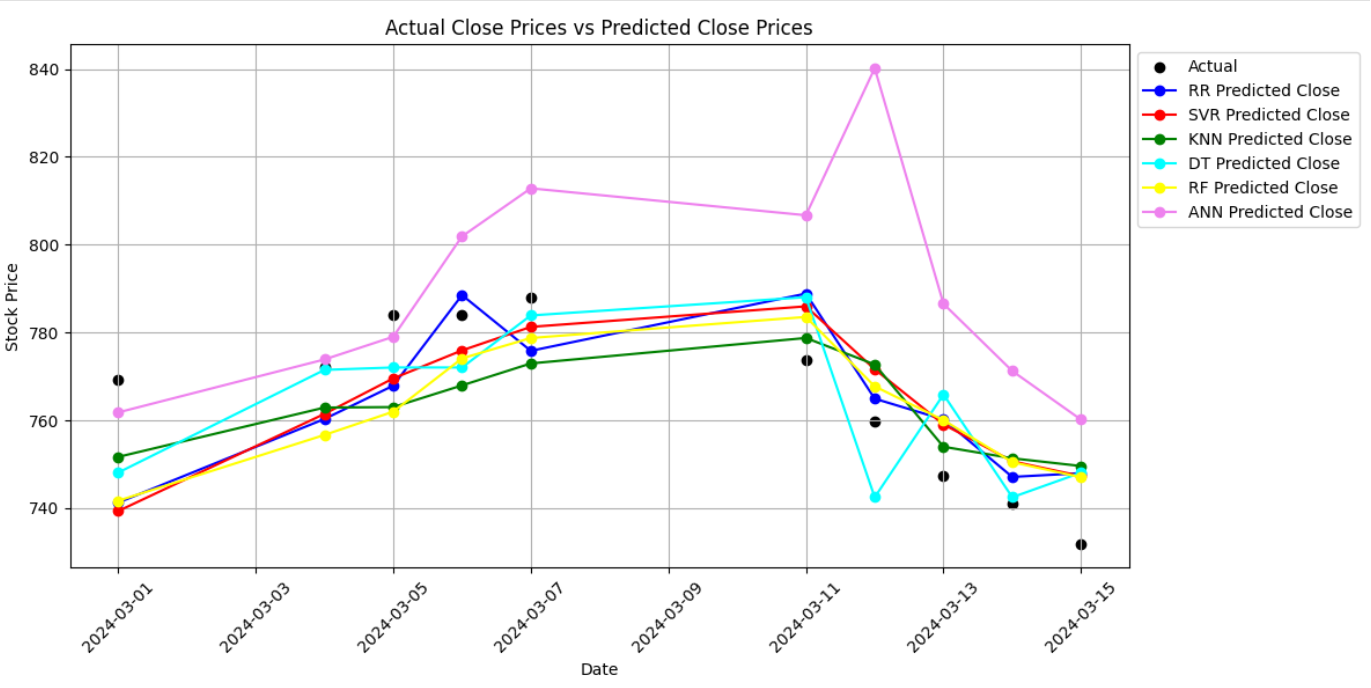 Actual Close Prices vs Predicted Close Prices
840
820
800
780
760
740
Stock Price
2024-03-01
2024-03-03
2024-03-05
2024-03-07
2024-03-09
2024-03-11
2024-03-13
2024-03-15
Date
Actual
RR Predicted Close
SVR Predicted Close
KNN Predicted Close
DT Predicted Close
RF Predicted Close
ANN Predicted Close